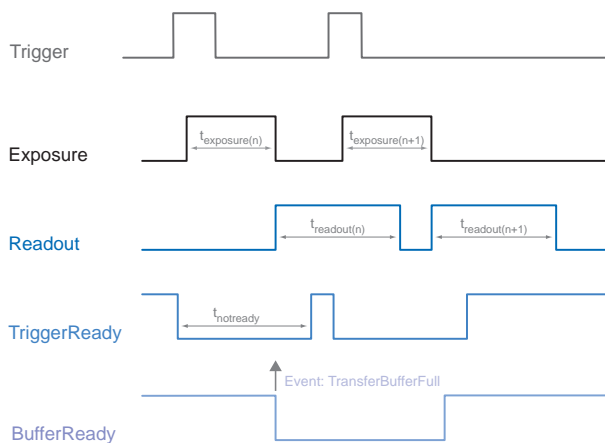 Trigger
t_exposure(n)
t_exposure(n+1)
Exposure
t_readout(n)
t_readout(n+1)
Readout
t_notready
TriggerReady
Event: TransferBufferFull
BufferReady